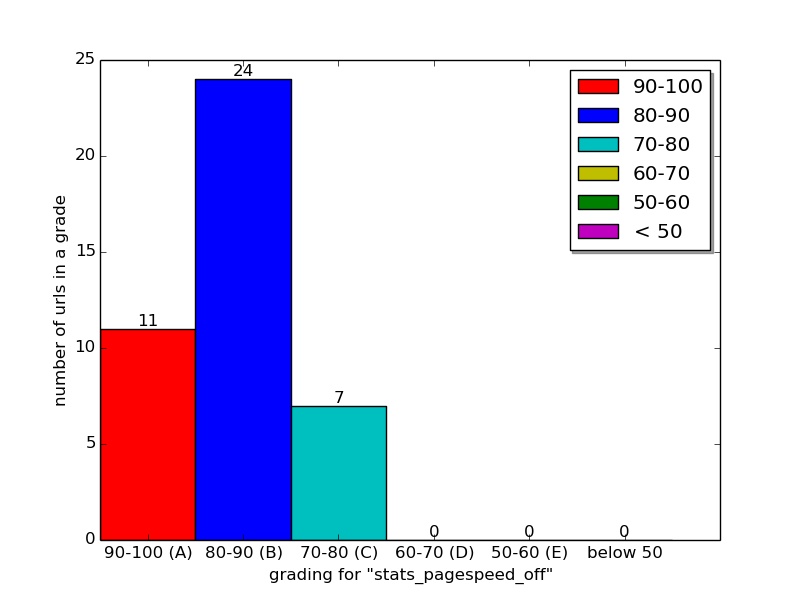 25
20
15
10
5
0
number of urls in a grade
24
11
7
0
0
0
90-100
80-90
70-80
60-70
50-60
< 50
90-100 (A)
80-90 (B)
70-80 (C)
60-70 (D)
50-60 (E)
below 50
grading for "stats_pagespeed_off"